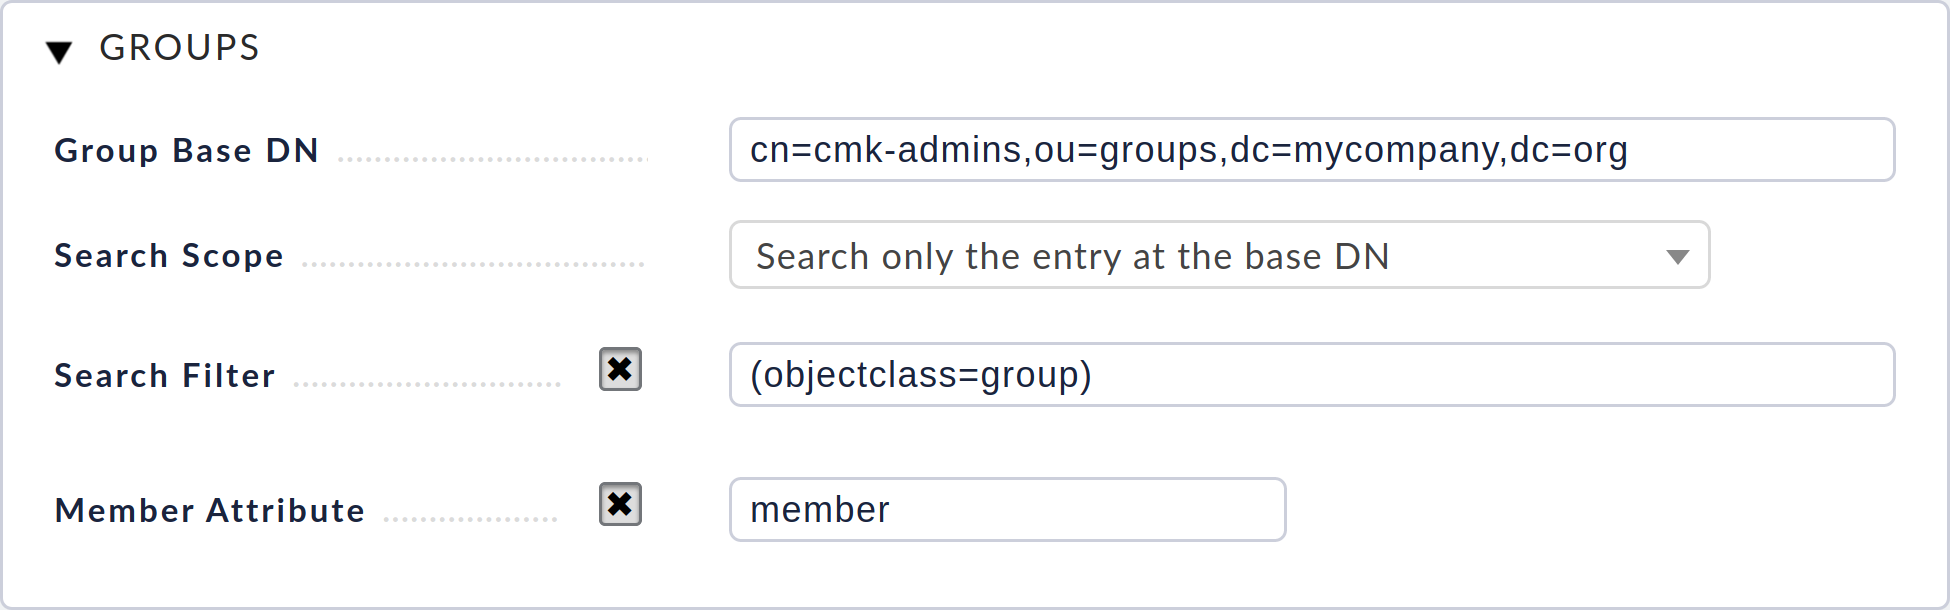 GROUPS
Group Base DN cn=cmk-admins,ou=groups,dc=mycompany,dc=org
Search Scope Search only the entry at the base DN
Search Filter (objectclass=group)
Member Attribute member